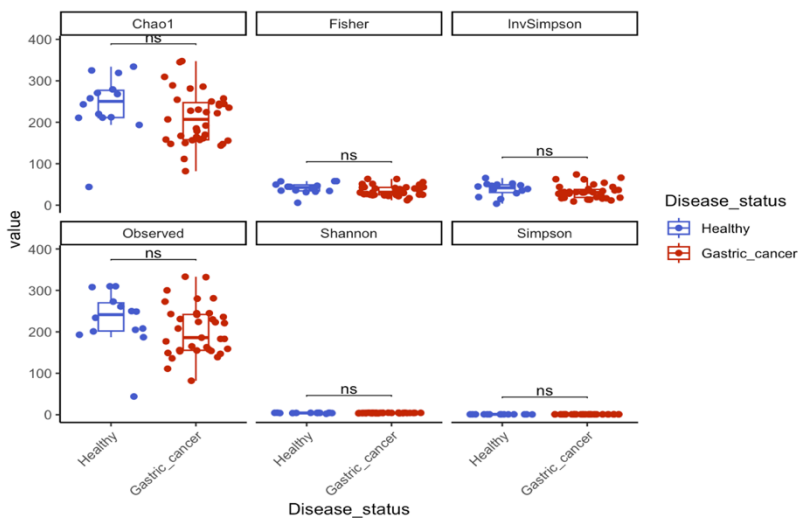 Chao1
Fisher
InvSimpson
400
300
200
100
0
ns
ns
ns
value
Observed
Shannon
Simpson
400
300
200
100
0
ns
ns
ns
Healthy
Gastric_cancer
Healthy
Gastric_cancer
Healthy
Gastric_cancer
Disease_status
Disease_status
Healthy
Gastric_cancer